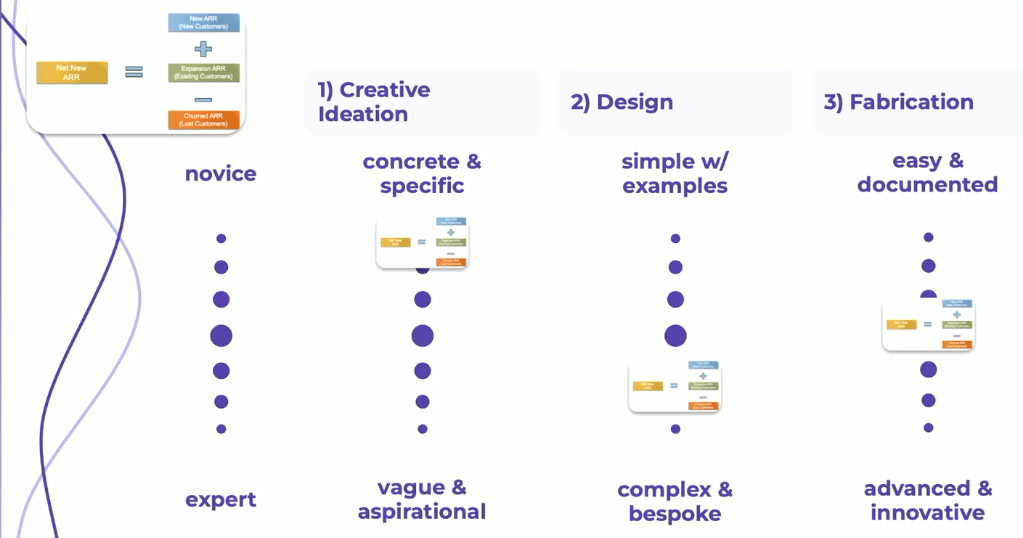 New ARR
(New Customers)
Net New
ARR
=
+
Expansion ARR
(Existing Customers)
−
Churned ARR
(Lost Customers)
1) Creative
Ideation
2) Design
3) Fabrication
novice
concrete &
specific
simple w/
examples
easy &
documented
expert
vague &
aspirational
complex &
bespoke
advanced &
innovative